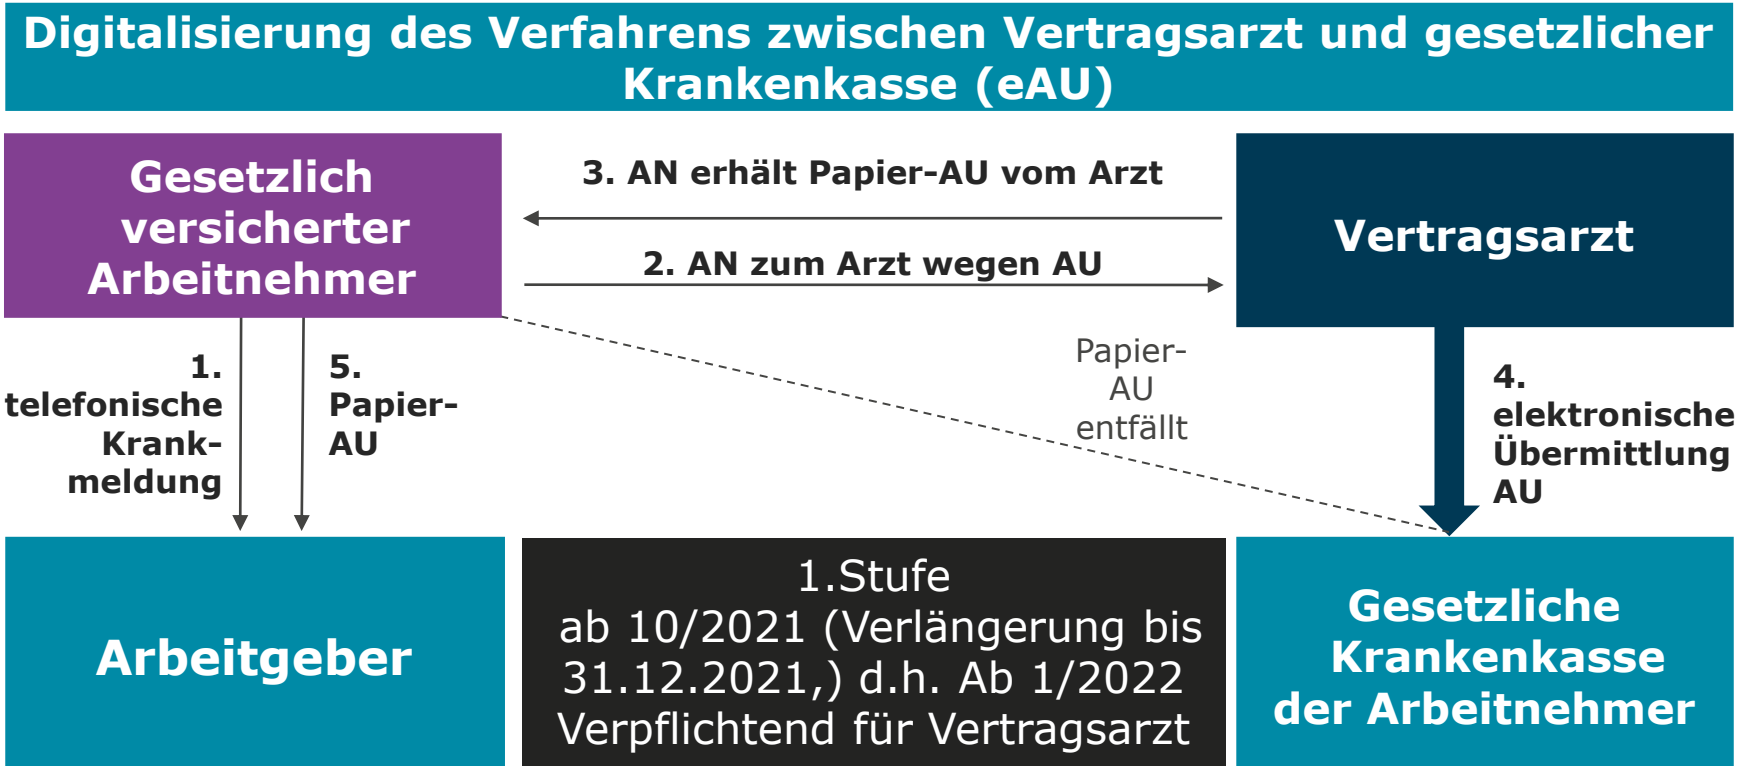 Digitalisierung des Verfahrens zwischen Vertragsarzt und gesetzlicher
Krankenkasse (eAU)
Gesetzlich
versicherter
Arbeitnehmer
3. AN erhält Papier-AU vom Arzt
2. AN zum Arzt wegen AU
Vertragsarzt
1.
telefonische
Krank-
meldung
5.
Papier-
AU
Papier-
AU
entfällt
4.
elektronische
Übermittlung
AU
Arbeitgeber
1.Stufe
ab 10/2021 (Verlängerung bis
31.12.2021,) d.h. Ab 1/2022
Verpflichtend für Vertragsarzt
Gesetzliche
Krankenkasse
der Arbeitnehmer